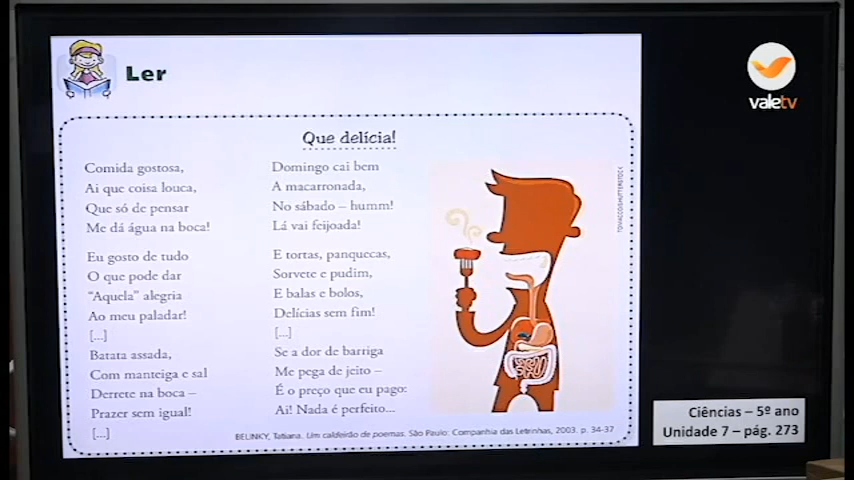 Ler
Que delícia!
Comida gostosa,
Ai que coisa louca,
Que só de pensar
Me dá água na boca!
Eu gosto de tudo
O que pode dar
“Aquela” alegria
Ao meu paladar!
[...]
Batata assada,
Com manteiga e sal
Derrete na boca –
Prazer sem igual!
[...]
Domingo cai bem
A macarronada,
No sábado – humm!
Lá vai feijoada!
E tortas, panquecas,
Sorvete e pudim,
E balas e bolos,
Delícias sem fim!
[...]
Se a dor de barriga
Me pega de jeito –
É o preço que eu pago:
Ai! Nada é perfeito...
BELINKY, Tatiana. Um caldeirão de poemas. São Paulo: Companhia das Letrinhas, 2003. p. 34-37
valetv
Ciências – 5º ano
Unidade 7 – pág. 273